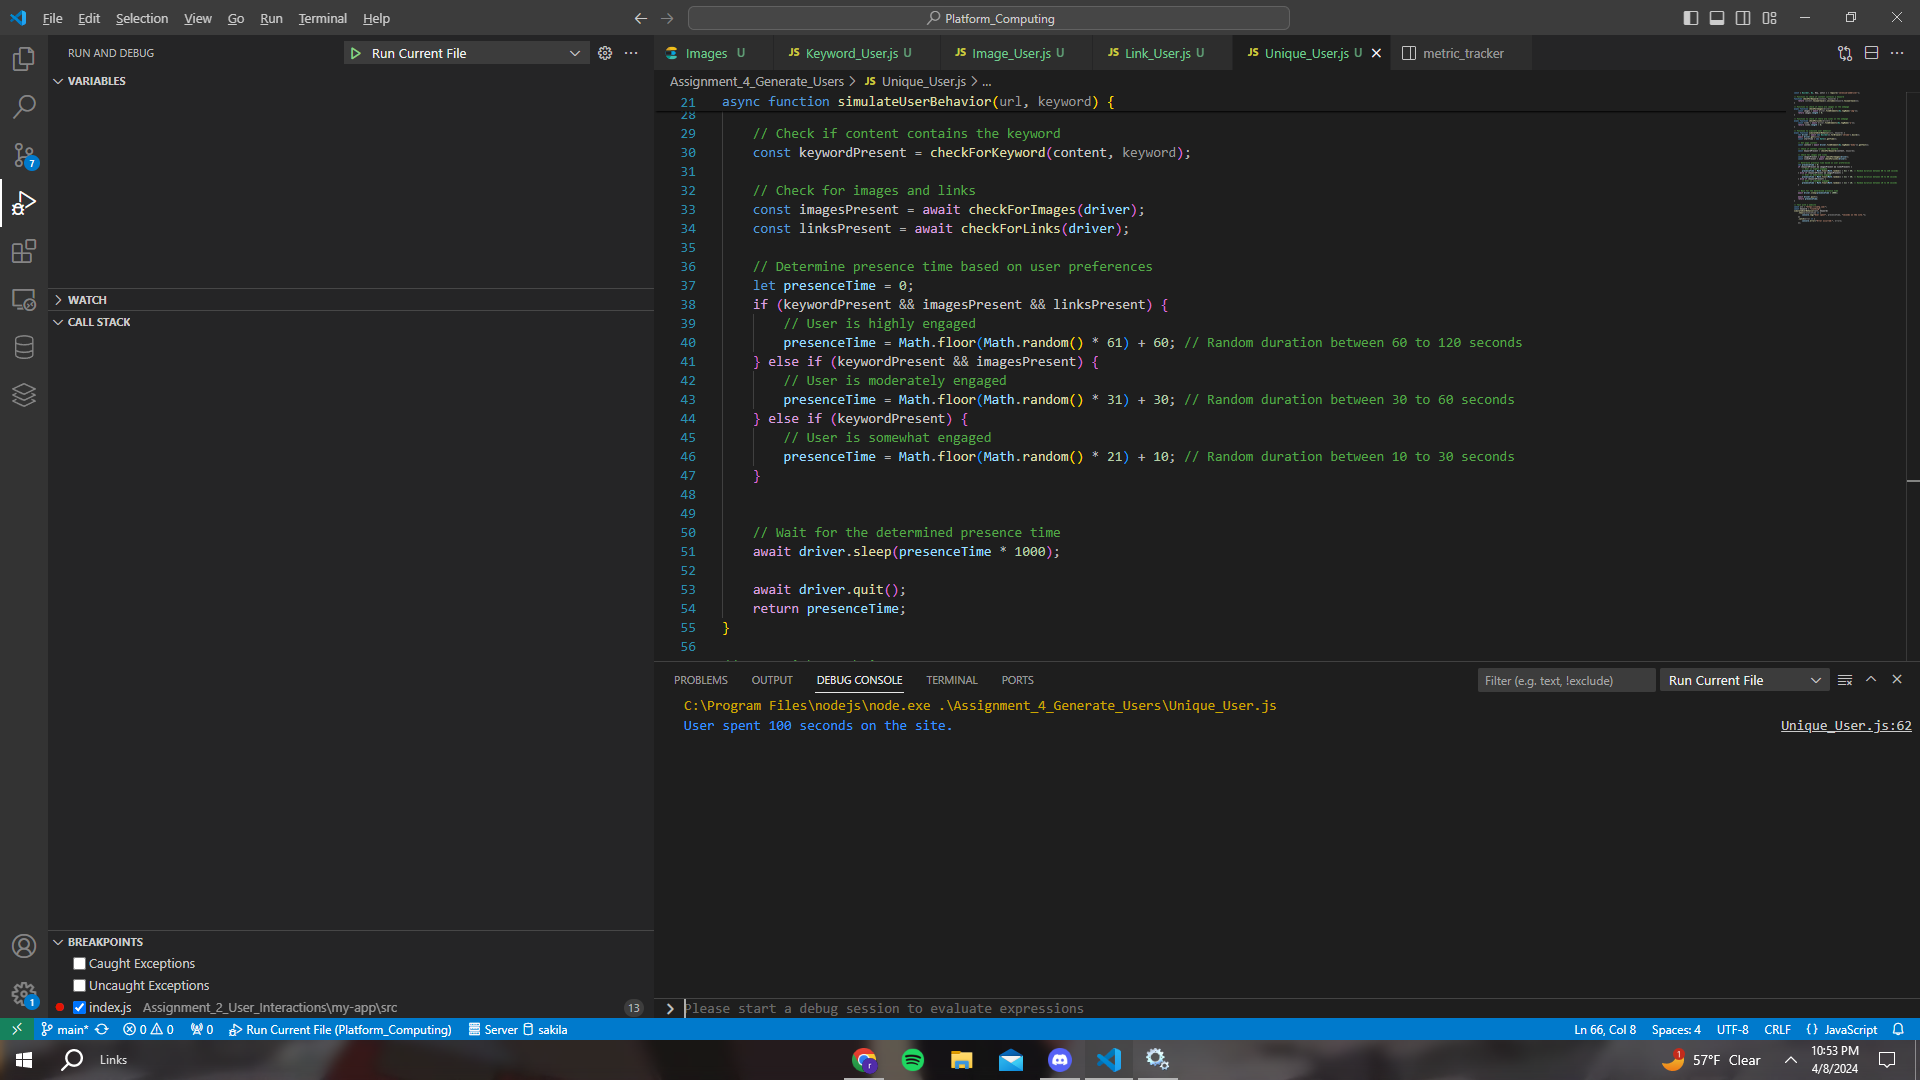 File Edit Selection View Go Run Terminal Help
Platform_Computing
RUN AND DEBUG
Run Current File
Images U
JS Keyword_User.js U
JS Image_User.js U
JS Link_User.js U
JS Unique_User.js U
metric_tracker
VARIABLES
Assignment_4_Generate_Users > JS Unique_User.js > ...
21 async function simulateUserBehavior(url, keyword) {
28
29 // Check if content contains the keyword
30 const keywordPresent = checkForKeyword(content, keyword);
31
32 // Check for images and links
33 const imagesPresent = await checkForImages(driver);
34 const linksPresent = await checkForLinks(driver);
35
36 // Determine presence time based on user preferences
37 let presenceTime = 0;
38 if (keywordPresent && imagesPresent && linksPresent) {
39 // User is highly engaged
40 presenceTime = Math.floor(Math.random() * 61) + 60; // Random duration between 60 to 120 seconds
41 } else if (keywordPresent && imagesPresent) {
42 // User is moderately engaged
43 presenceTime = Math.floor(Math.random() * 31) + 30; // Random duration between 30 to 60 seconds
44 } else if (keywordPresent) {
45 // User is somewhat engaged
46 presenceTime = Math.floor(Math.random() * 21) + 10; // Random duration between 10 to 30 seconds
47 }
48
49
50 // Wait for the determined presence time
51 await driver.sleep(presenceTime * 1000);
52
53 await driver.quit();
54 return presenceTime;
55 }
56
7
WATCH
CALL STACK
PROBLEMS OUTPUT DEBUG CONSOLE TERMINAL PORTS
Filter (e.g. text, !exclude)
Run Current File
C:\Program Files\nodejs\node.exe .\Assignment_4_Generate_Users\Unique_User.js
User spent 100 seconds on the site.
Unique_User.js:62
BREAKPOINTS
Caught Exceptions
Uncaught Exceptions
index.js Assignment_2_User_Interactions\my-app\src 13
1
Please start a debug session to evaluate expressions
main* 0 0 0 Run Current File (Platform_Computing) Server sakila
Ln 66, Col 8 Spaces: 4 UTF-8 CRLF {} JavaScript
Links
1
57°F Clear
10:53 PM
4/8/2024